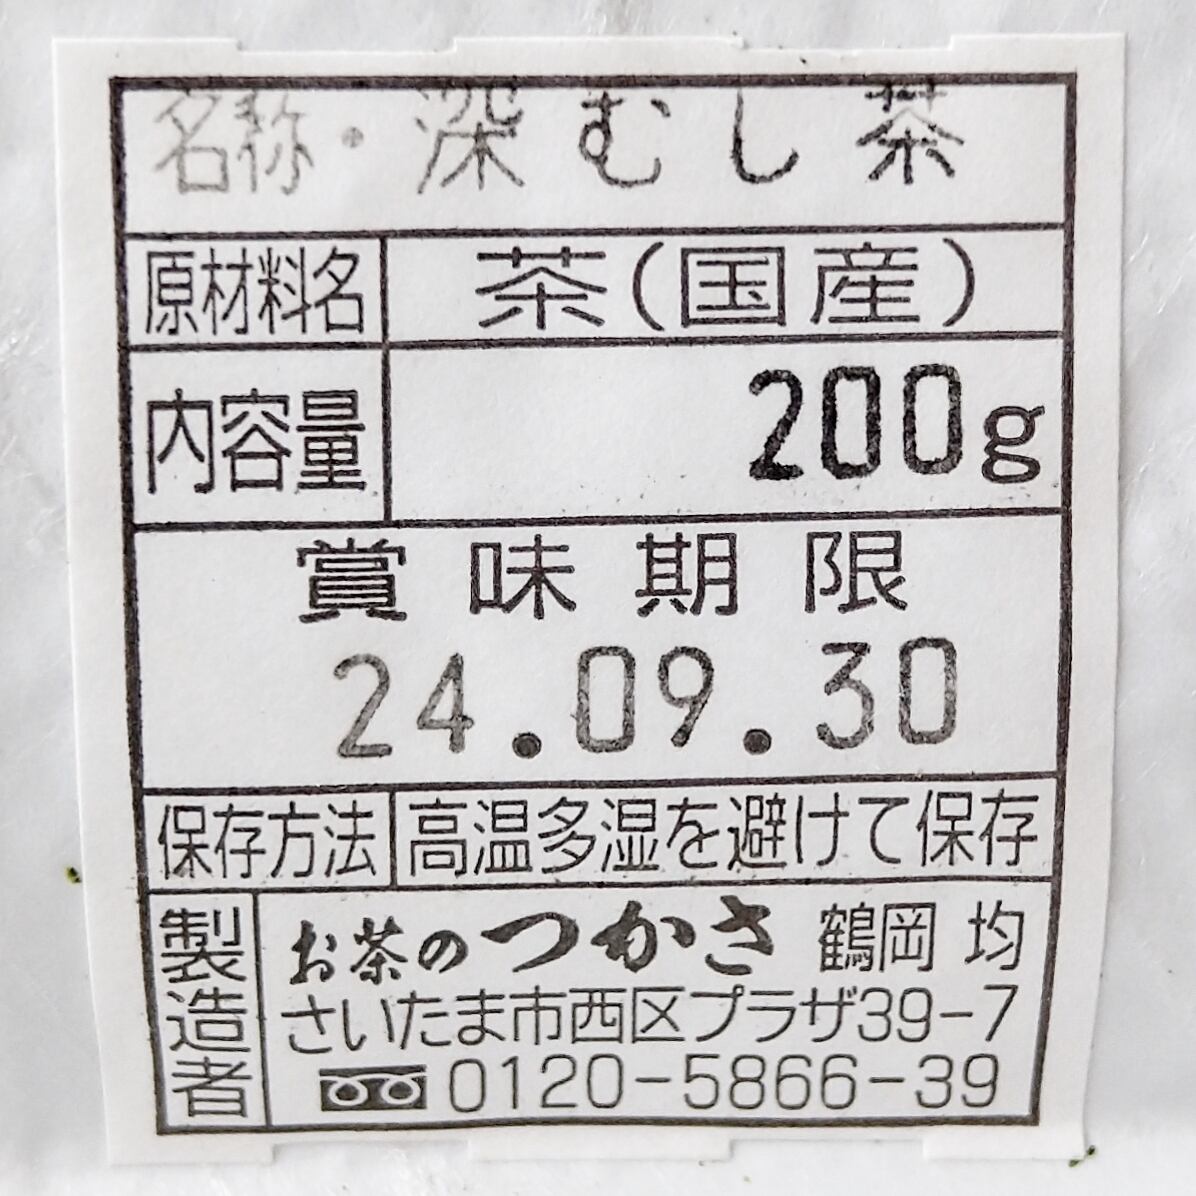 名称・深むし茶
原材料名 茶(国産)
内容量 200g
賞味期限
24.09.30
保存方法 高温多湿を避けて保存
製造者 お茶のつかさ 鶴岡 均
さいたま市西区プラザ39-7
0120-5866-39